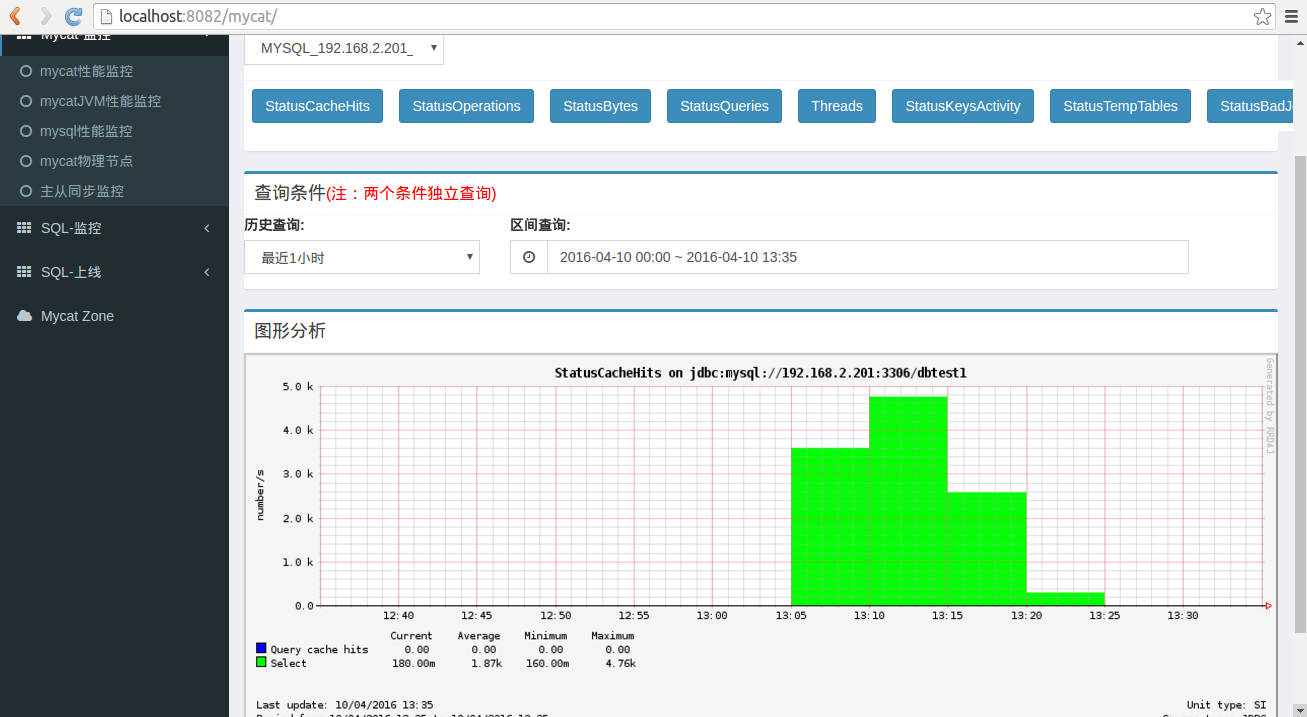 localhost:8082/mycat/
Mycat-监控
mycat性能监控
mycatJVM性能监控
mysql性能监控
mycat物理节点
主从同步监控
SQL-监控
SQL-上线
Mycat Zone
MYSQL_192.168.2.201_
StatusCacheHits StatusOperations StatusBytes StatusQueries Threads StatusKeysActivity StatusTempTables StatusBadJ
查询条件(注：两个条件独立查询)
历史查询: 区间查询:
最近1小时 2016-04-10 00:00 ~ 2016-04-10 13:35
图形分析
StatusCacheHits on jdbc:mysql://192.168.2.201:3306/dbtest1
Generated by RRD4J
number/s
5.0 k
4.0 k
3.0 k
2.0 k
1.0 k
0.0
12:40 12:45 12:50 12:55 13:00 13:05 13:10 13:15 13:20 13:25 13:30
Current Average Minimum Maximum
Query cache hits 0.00 0.00 0.00 0.00
Select 180.00m 1.87k 160.00m 4.76k
Last update: 10/04/2016 13:35 Unit type: SI